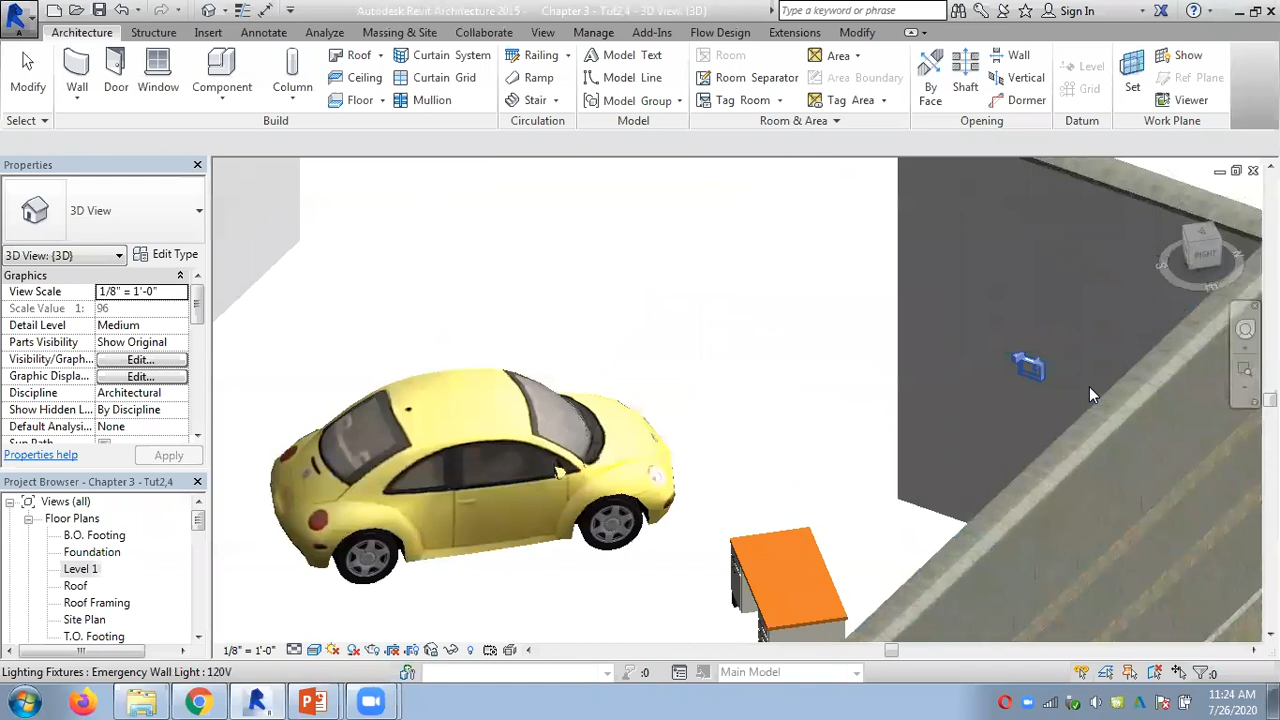 Autodesk Revit Architecture 2015 - Chapter 3 - Tut2,4 - 3D View: {3D}
Type a keyword or phrase
Sign In
Architecture Structure Insert Annotate Analyze Massing & Site Collaborate View Manage Add-Ins Flow Design Extensions Modify
Modify
Wall
Door
Window
Component
Column
Roof
Ceiling
Floor
Curtain System
Curtain Grid
Mullion
Railing
Ramp
Stair
Model Text
Model Line
Model Group
Room
Room Separator
Tag Room
Area
Area Boundary
Tag Area
By
Face
Shaft
Wall
Vertical
Dormer
Level
Grid
Set
Show
Ref Plane
Viewer
Select Build Circulation Model Room & Area Opening Datum Work Plane
Properties
3D View
3D View: {3D} Edit Type
Graphics
View Scale 1/8" = 1'-0"
Scale Value 1: 96
Detail Level Medium
Parts Visibility Show Original
Visibility/Graph... Edit...
Graphic Displa... Edit...
Discipline Architectural
Show Hidden L... By Discipline
Default Analysi... None
Properties help Apply
Project Browser - Chapter 3 - Tut2,4
Views (all)
Floor Plans
B.O. Footing
Foundation
Level 1
Roof
Roof Framing
Site Plan
T.O. Footing
RIGHT
1/8" = 1'-0"
Lighting Fixtures : Emergency Wall Light : 120V
:0
Main Model
:0
11:24 AM
7/26/2020